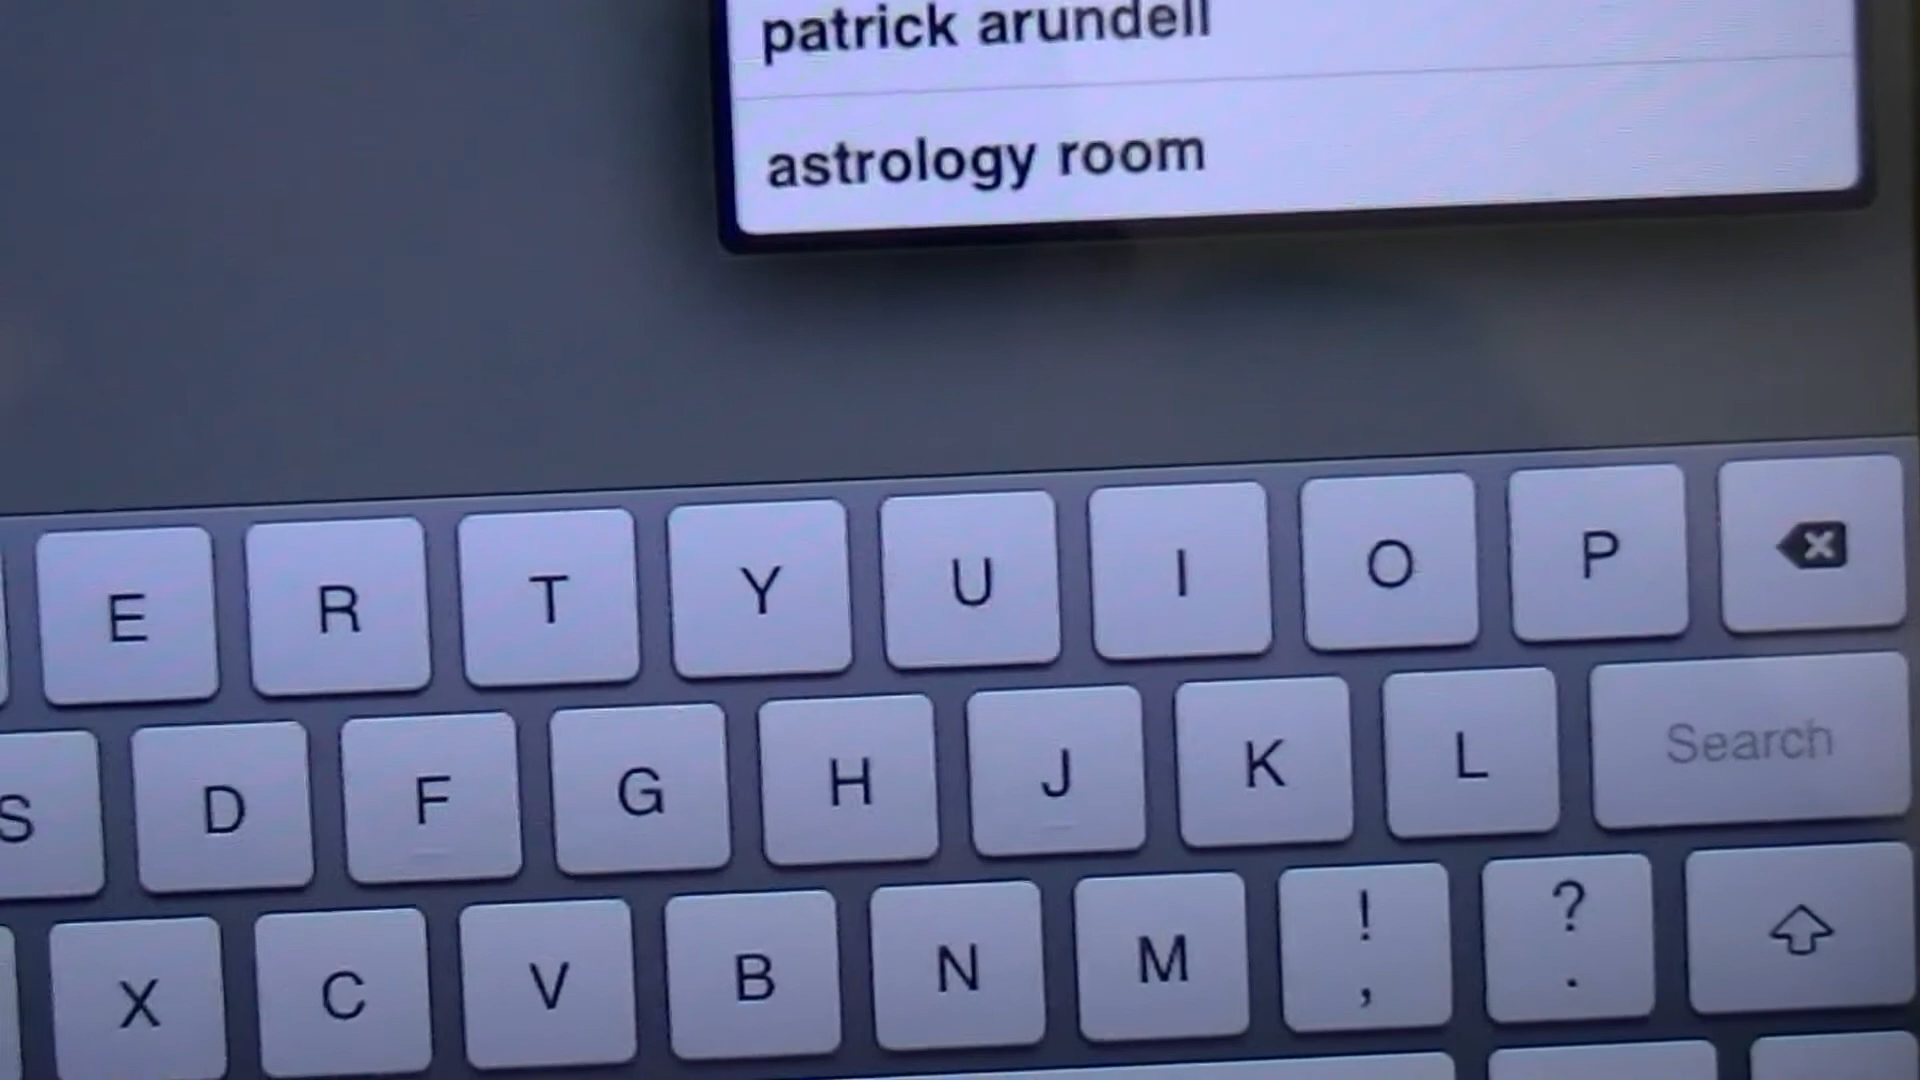 patrick arundell
astrology room
E R T Y U I O P
S D F G H J K L Search
X C V B N M ! , ? .